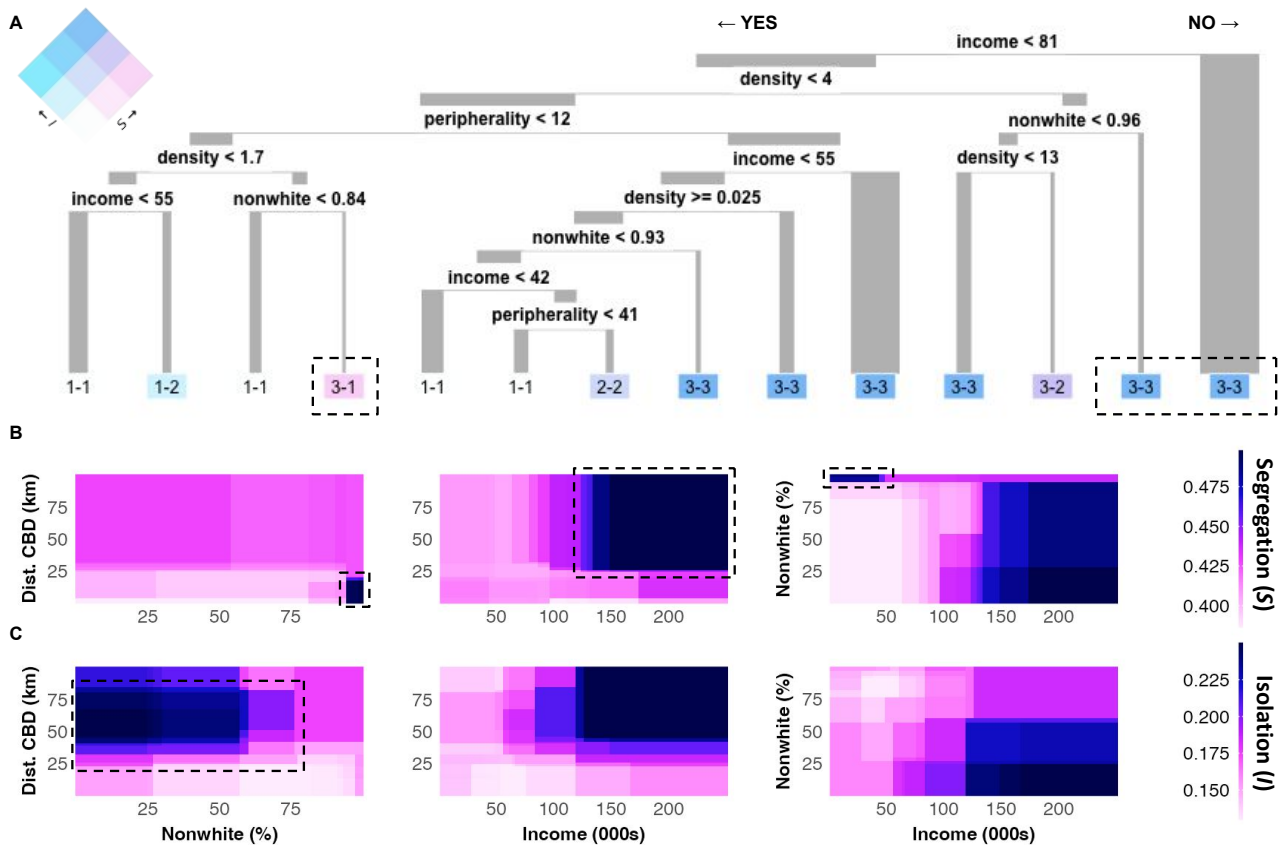 A
← YES
NO →
income < 81
density < 4
peripherality < 12
nonwhite < 0.96
density < 1.7
income < 55
density < 13
income < 55
nonwhite < 0.84
density >= 0.025
nonwhite < 0.93
income < 42
peripherality < 41
← I
S →
1-1
1-2
1-1
3-1
1-1
1-1
2-2
3-3
3-3
3-3
3-3
3-2
3-3
3-3
B
Dist. CBD (km)
75
50
25
25
75
75
50
25
50
100
150
200
Nonwhite (%)
75
50
25
50
100
150
200
0.475
0.450
0.425
0.400
Segregation (S)
C
Dist. CBD (km)
75
50
25
25
75
Nonwhite (%)
75
50
25
50
100
150
200
Income (000s)
Nonwhite (%)
75
50
25
50
100
150
200
Income (000s)
0.225
0.200
0.175
0.150
Isolation (I)